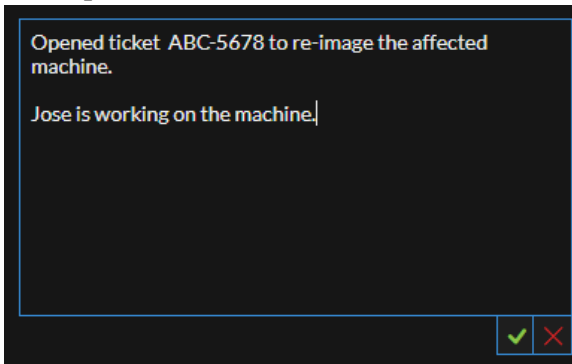 Opened ticket  ABC-5678 to re-image the affected
machine.
Jose is working on the machine.